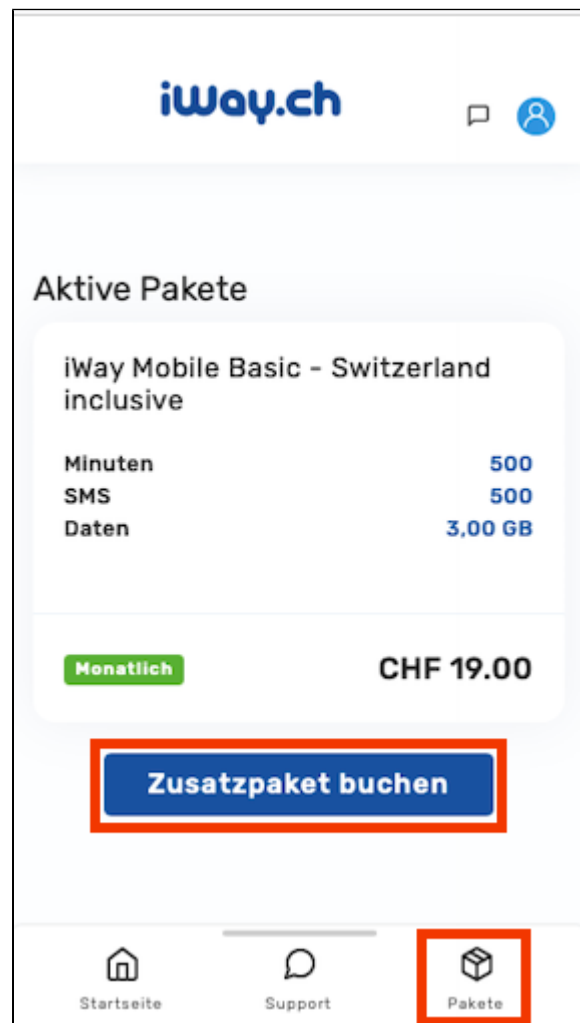 iway.ch
Aktive Pakete
iWay Mobile Basic - Switzerland
inclusive
Minuten 500
SMS 500
Daten 3,00 GB
Monatlich CHF 19.00
Zusatzpaket buchen
Startseite Support Pakete